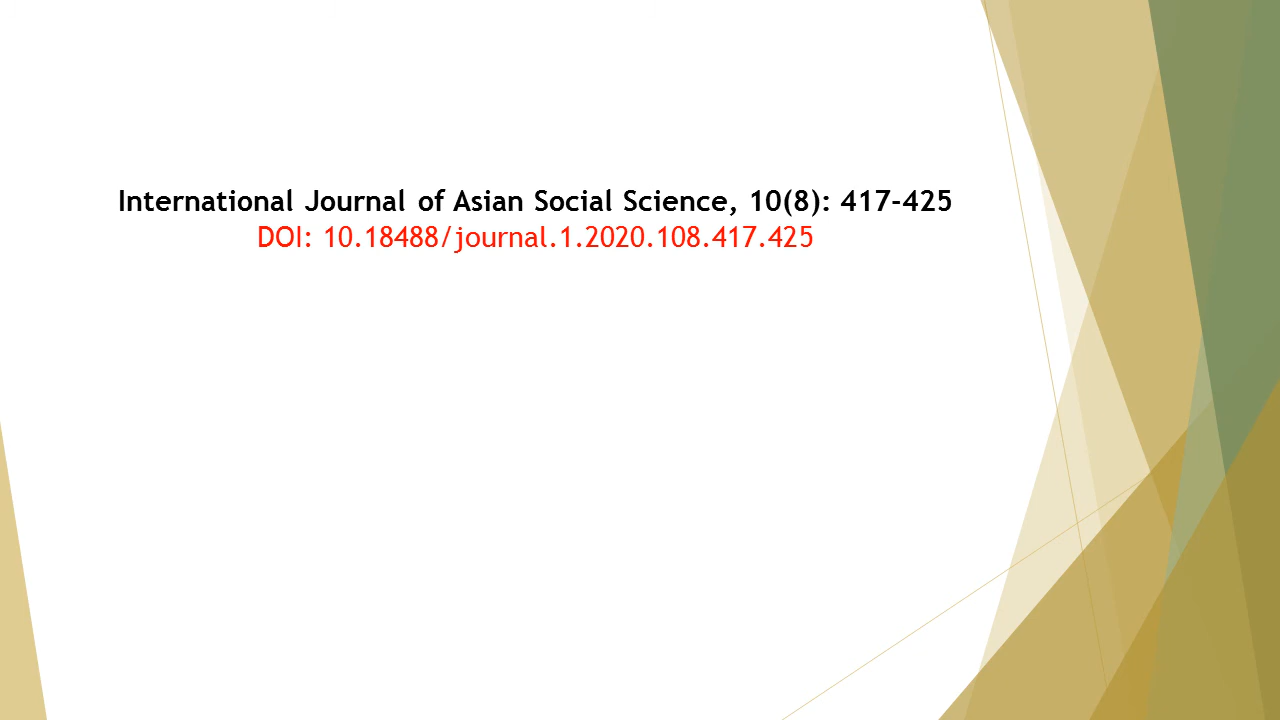 International Journal of Asian Social Science, 10(8): 417-425
DOI: 10.18488/journal.1.2020.108.417.425